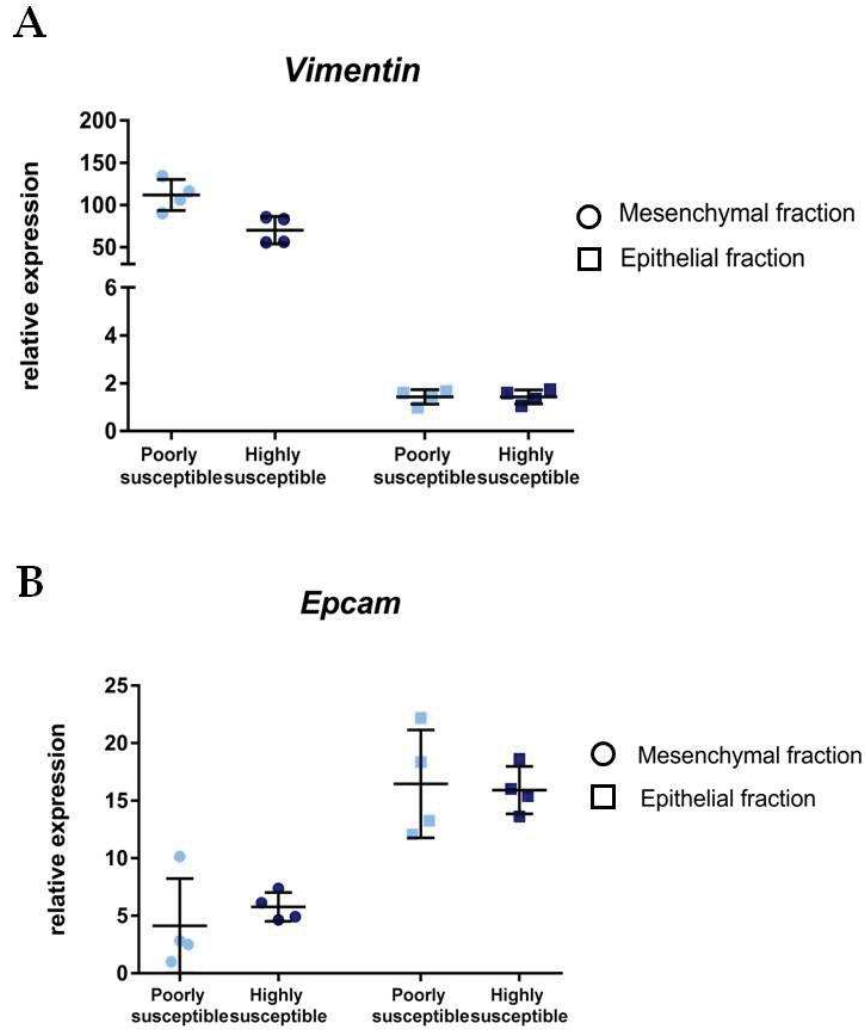 A
Vimentin
relative expression
200
150
100
50
6
4
2
0
Poorly susceptible
Highly susceptible
Poorly susceptible
Highly susceptible
Mesenchymal fraction
Epithelial fraction
B
Epcam
relative expression
25
20
15
10
5
0
Poorly susceptible
Highly susceptible
Poorly susceptible
Highly susceptible
Mesenchymal fraction
Epithelial fraction